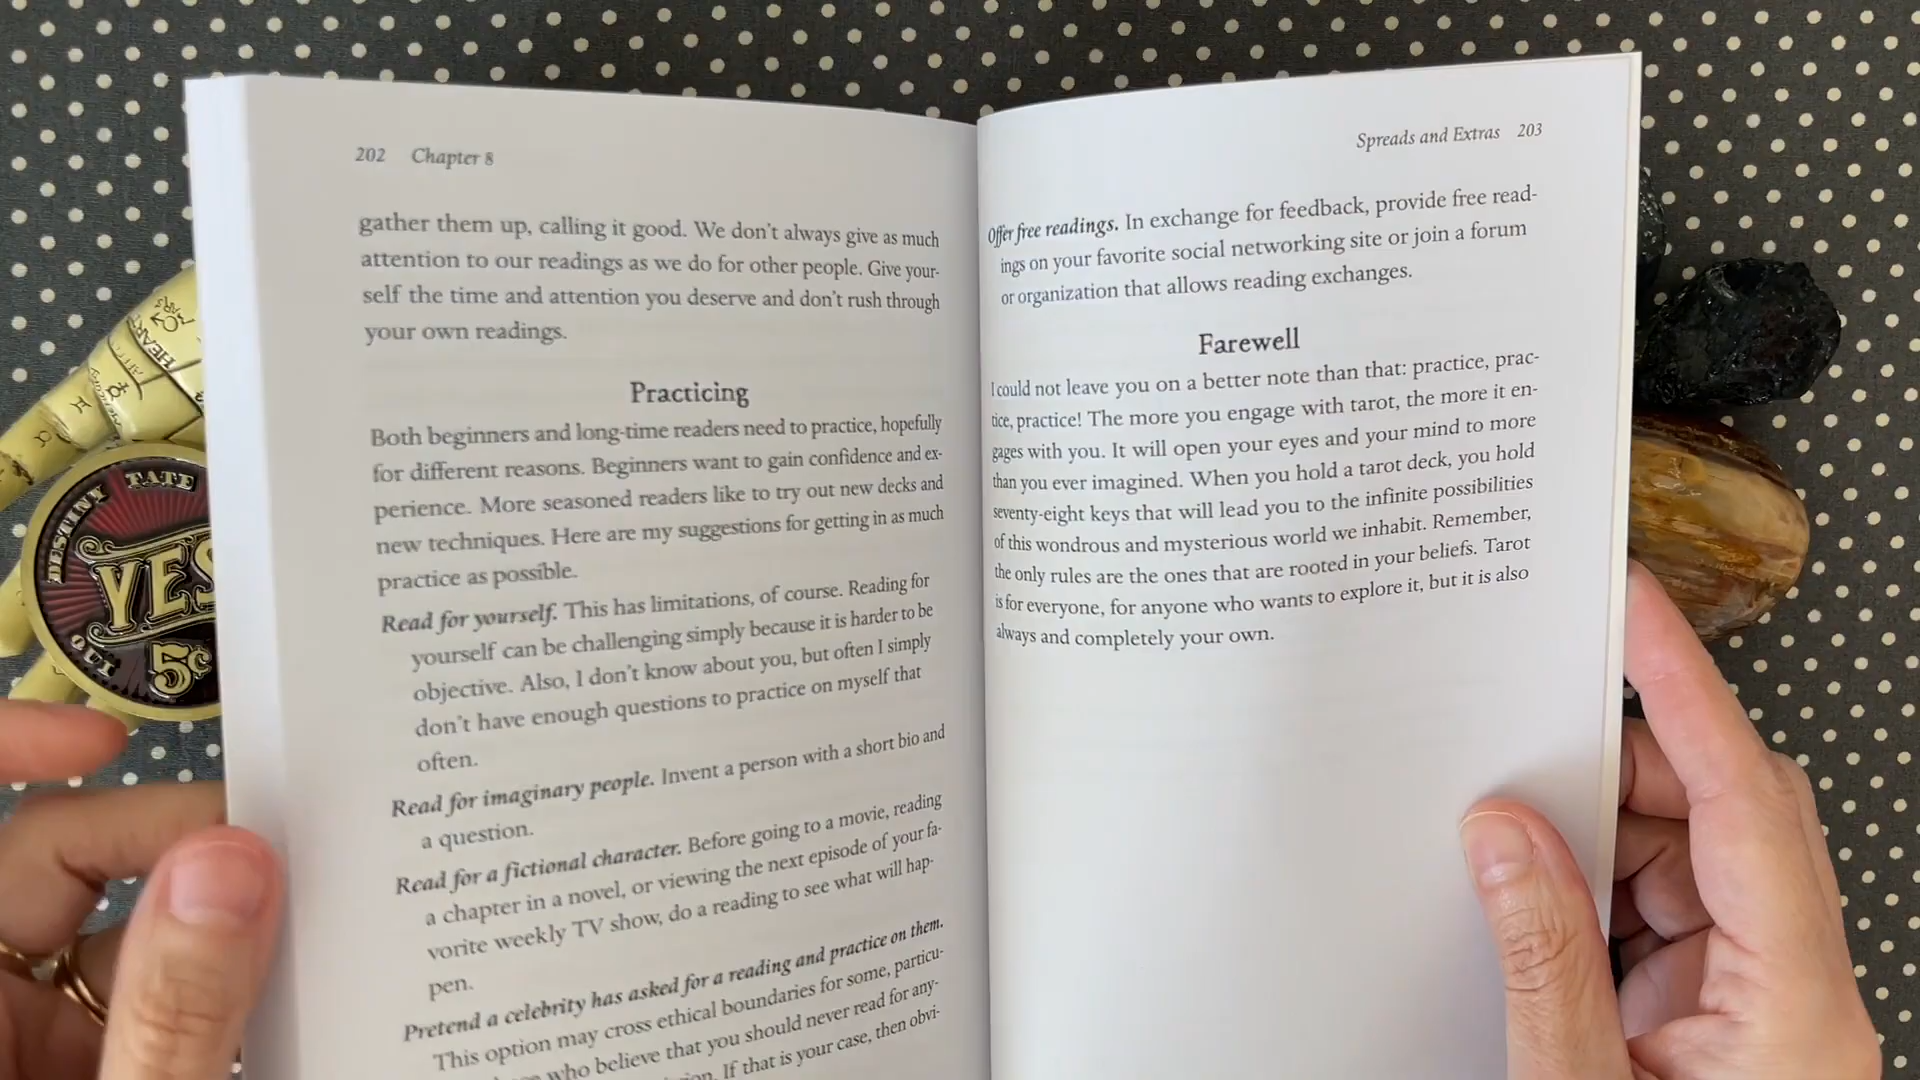 202 Chapter 8
gather them up, calling it good. We don't always give as much
attention to our readings as we do for other people. Give your-
self the time and attention you deserve and don't rush through
your own readings.
Practicing
Both beginners and long-time readers need to practice, hopefully
for different reasons. Beginners want to gain confidence and ex-
perience. More seasoned readers like to try out new decks and
new techniques. Here are my suggestions for getting in as much
practice as possible.
Read for yourself. This has limitations, of course. Reading for
yourself can be challenging simply because it is harder to be
objective. Also, I don't know about you, but often I simply
don't have enough questions to practice on myself that
often.
Read for imaginary people. Invent a person with a short bio and
a question.
Read for a fictional character. Before going to a movie, reading
a chapter in a novel, or viewing the next episode of your fa-
vorite weekly TV show, do a reading to see what will hap-
pen.
Pretend a celebrity has asked for a reading and practice on them.
This option may cross ethical boundaries for some, particu-
who believe that you should never read for any-
If that is your case, then obvi-
Spreads and Extras 203
Offer free readings. In exchange for feedback, provide free read-
ings on your favorite social networking site or join a forum
or organization that allows reading exchanges.
Farewell
I could not leave you on a better note than that: practice, prac-
tice, practice! The more you engage with tarot, the more it en-
gages with you. It will open your eyes and your mind to more
than you ever imagined. When you hold a tarot deck, you hold
seventy-eight keys that will lead you to the infinite possibilities
of this wondrous and mysterious world we inhabit. Remember,
the only rules are the ones that are rooted in your beliefs. Tarot
is for everyone, for anyone who wants to explore it, but it is also
always and completely your own.
HEART
DESTINY TATE
YES
OUI
5¢